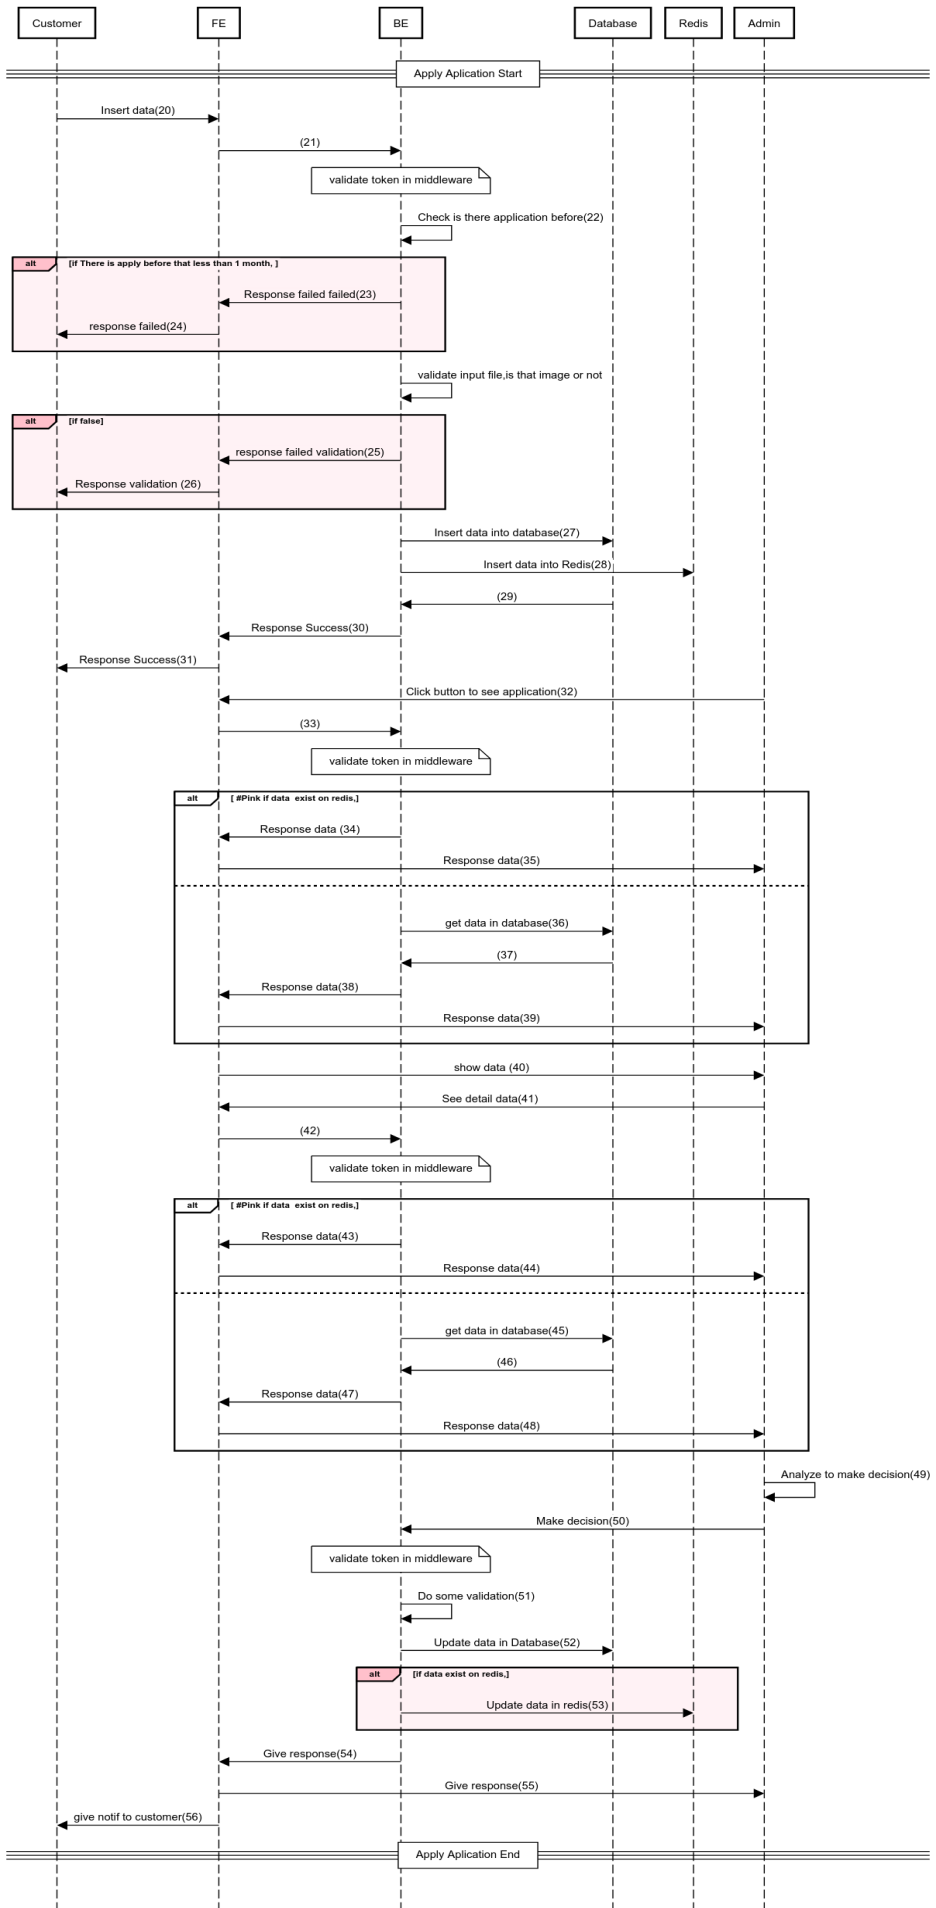 Customer FE BE Database Redis Admin
Apply Aplication Start
Insert data(20)
(21)
validate token in middleware
Check is there application before(22)
alt [if There is apply before that less than 1 month, ]
Response failed failed(23)
response failed(24)
validate input file,is that image or not
alt [if false]
response failed validation(25)
Response validation (26)
Insert data into database(27)
Insert data into Redis(28)
(29)
Response Success(30)
Response Success(31)
Click button to see application(32)
(33)
validate token in middleware
alt [ #Pink if data  exist on redis,]
Response data (34)
Response data(35)
get data in database(36)
(37)
Response data(38)
Response data(39)
show data (40)
See detail data(41)
(42)
validate token in middleware
alt [ #Pink if data  exist on redis,]
Response data(43)
Response data(44)
get data in database(45)
(46)
Response data(47)
Response data(48)
Analyze to make decision(49)
Make decision(50)
validate token in middleware
Do some validation(51)
Update data in Database(52)
alt [if data exist on redis,]
Update data in redis(53)
Give response(54)
Give response(55)
give notif to customer(56)
Apply Aplication End